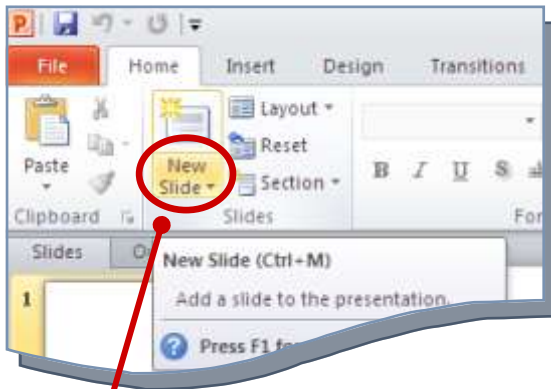 P
File Home Insert Design Transitions
Paste
New
Slide
Layout
Reset
Section
B I U S
Clipboard Slides
Slides
New Slide (Ctrl+M)
1
Add a slide to the presentation.
Press F1